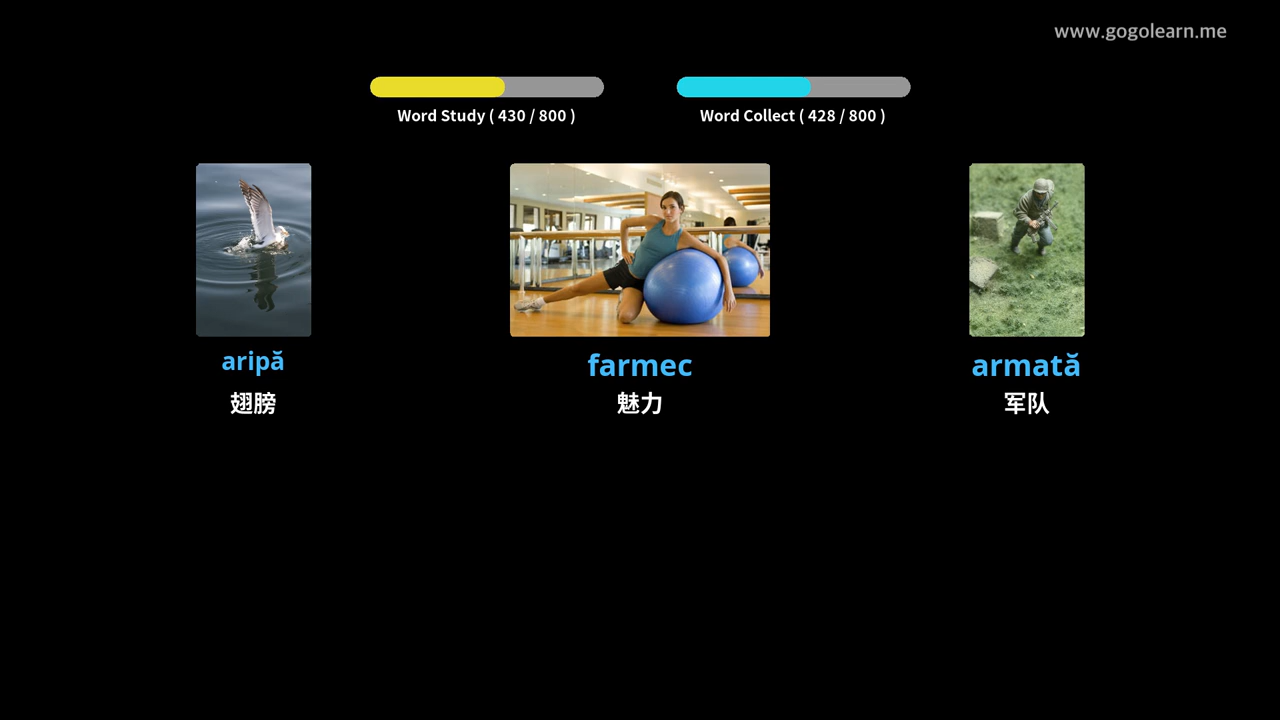 www.gogolearn.me
Word Study ( 430 / 800 )
Word Collect ( 428 / 800 )
aripă
翅膀
farmec
魅力
armată
军队